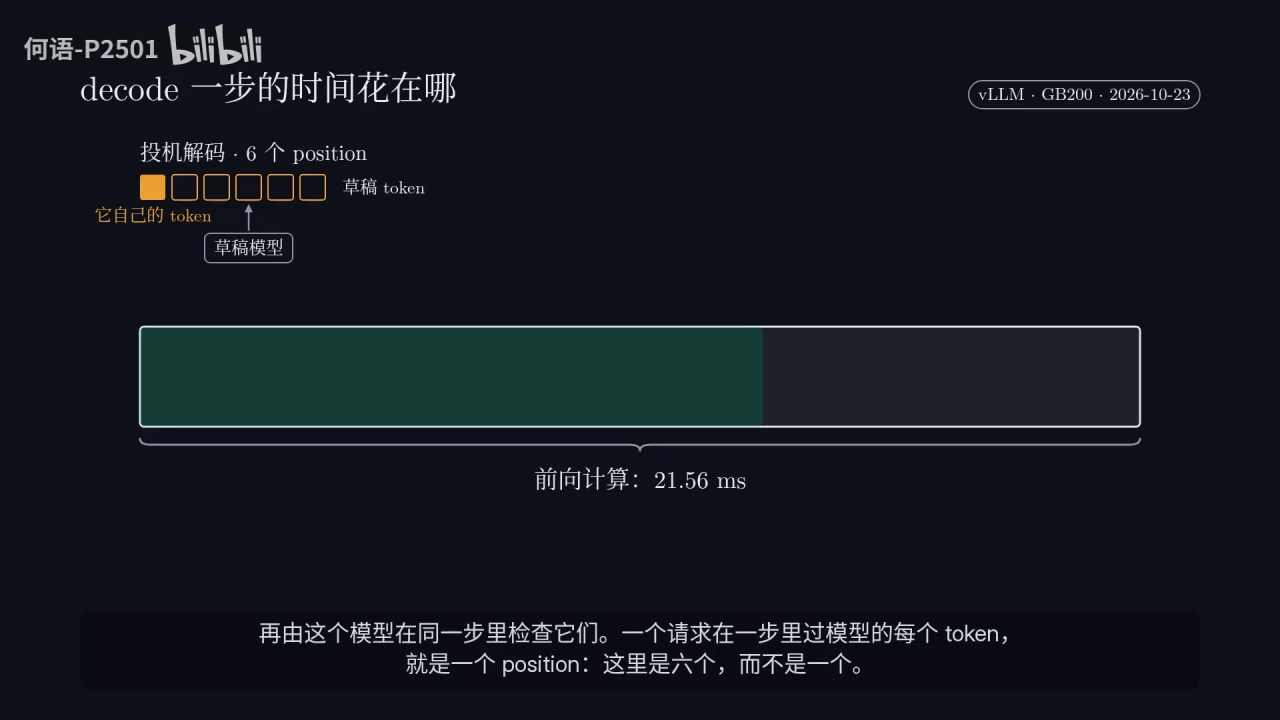 何语-P2501 bilibili
decode 一步的时间花在哪
vLLM · GB200 · 2026-10-23
投机解码 · 6 个 position
草稿 token
它自己的 token
草稿模型
前向计算：21.56 ms
再由这个模型在同一步里检查它们。一个请求在一步里过模型的每个 token，
就是一个 position：这里是六个，而不是一个。